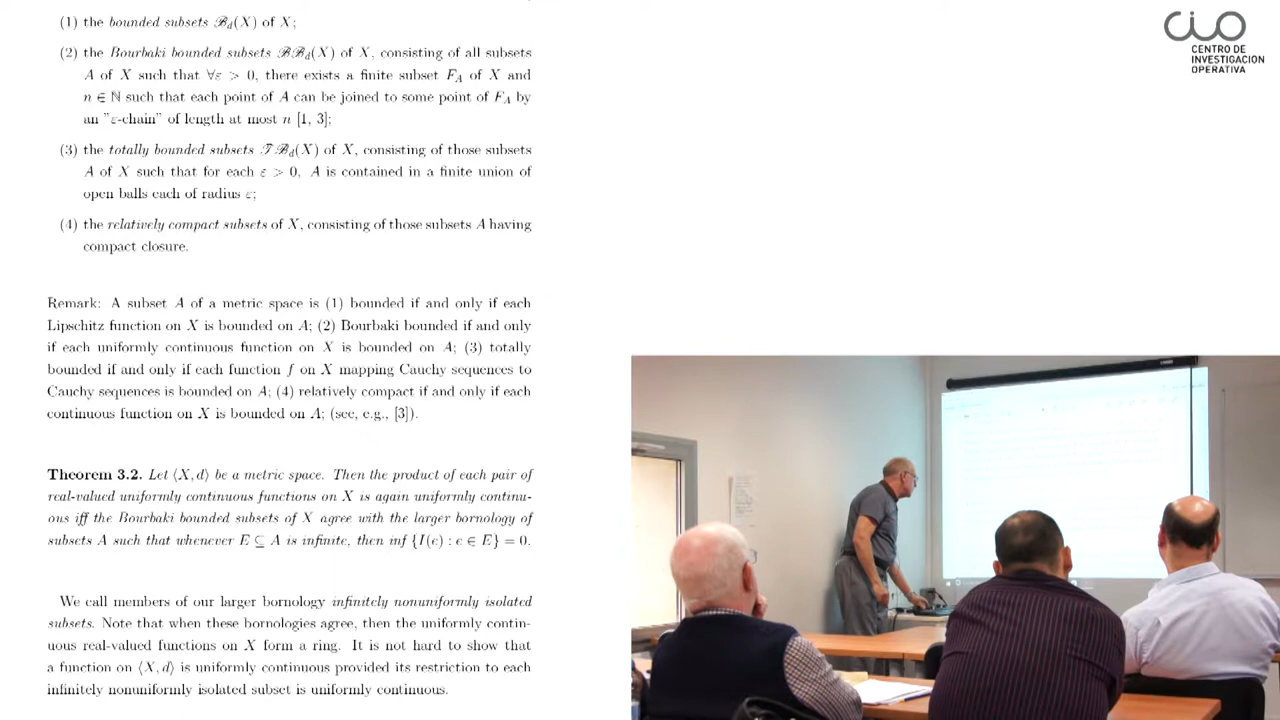 (1) the bounded subsets ℬd(X) of X;
(2) the Bourbaki bounded subsets ℬℬd(X) of X, consisting of all subsets
A of X such that ∀ε > 0, there exists a finite subset FA of X and
n ∈ ℕ such that each point of A can be joined to some point of FA by
an "ε-chain" of length at most n [1, 3];
(3) the totally bounded subsets 𝒯ℬd(X) of X, consisting of those subsets
A of X such that for each ε > 0, A is contained in a finite union of
open balls each of radius ε;
(4) the relatively compact subsets of X, consisting of those subsets A having
compact closure.
Remark: A subset A of a metric space is (1) bounded if and only if each
Lipschitz function on X is bounded on A; (2) Bourbaki bounded if and only
if each uniformly continuous function on X is bounded on A; (3) totally
bounded if and only if each function f on X mapping Cauchy sequences to
Cauchy sequences is bounded on A; (4) relatively compact if and only if each
continuous function on X is bounded on A; (see, e.g., [3]).
Theorem 3.2. Let ⟨X, d⟩ be a metric space. Then the product of each pair of
real-valued uniformly continuous functions on X is again uniformly continu-
ous iff the Bourbaki bounded subsets of X agree with the larger bornology of
subsets A such that whenever E ⊆ A is infinite, then inf {I(e) : e ∈ E} = 0.
We call members of our larger bornology infinitely nonuniformly isolated
subsets. Note that when these bornologies agree, then the uniformly contin-
uous real-valued functions on X form a ring. It is not hard to show that
a function on ⟨X, d⟩ is uniformly continuous provided its restriction to each
infinitely nonuniformly isolated subset is uniformly continuous.
CIO
CENTRO DE
INVESTIGACION
OPERATIVA